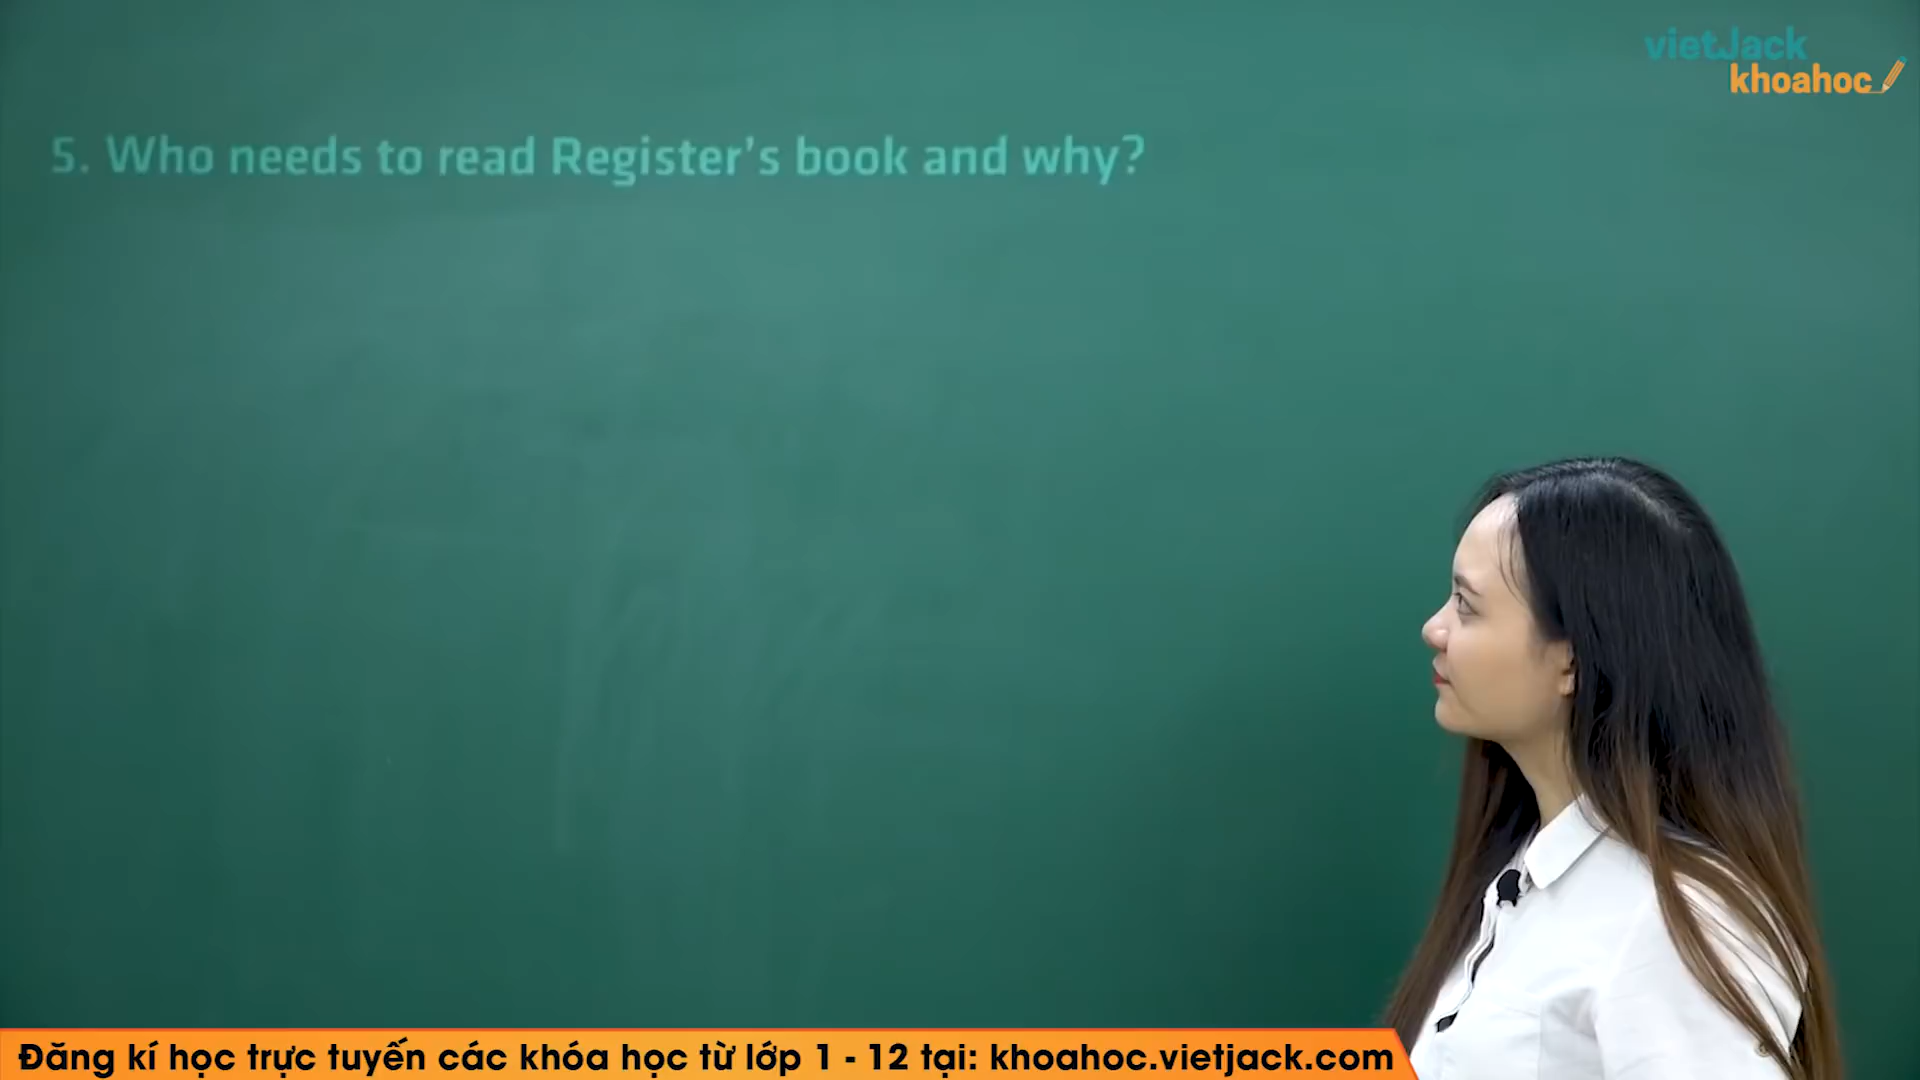 vietJack
khoahoc
5. Who needs to read Register's book and why?
Đăng kí học trực tuyến các khóa học từ lớp 1 - 12 tại: khoahoc.vietjack.com